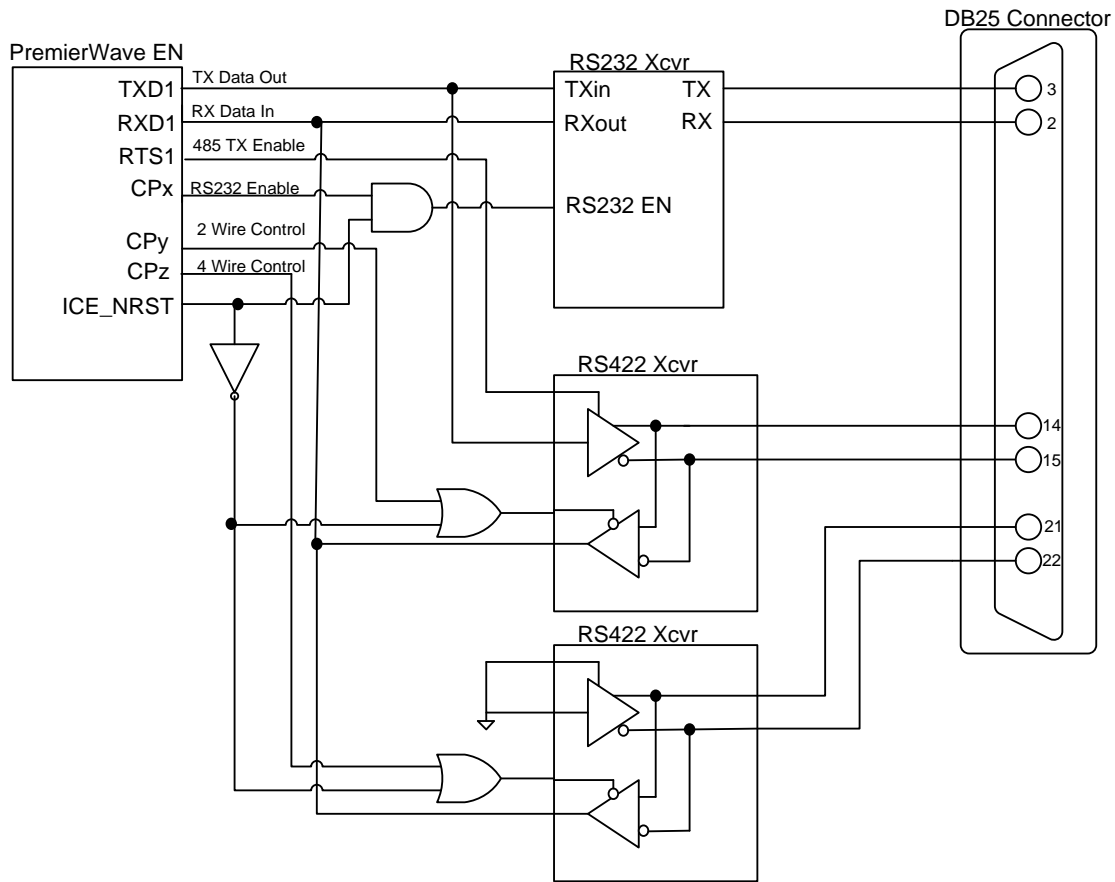 DB25 Connector
PremierWave EN
TXD1
RXD1
RTS1
CPx
CPy
CPz
ICE_NRST
TX Data Out
RX Data In
485 TX Enable
RS232 Enable
2 Wire Control
4 Wire Control
RS232 Xcvr
TXin
TX
RXout
RX
RS232 EN
3
2
RS422 Xcvr
14
15
21
22
RS422 Xcvr